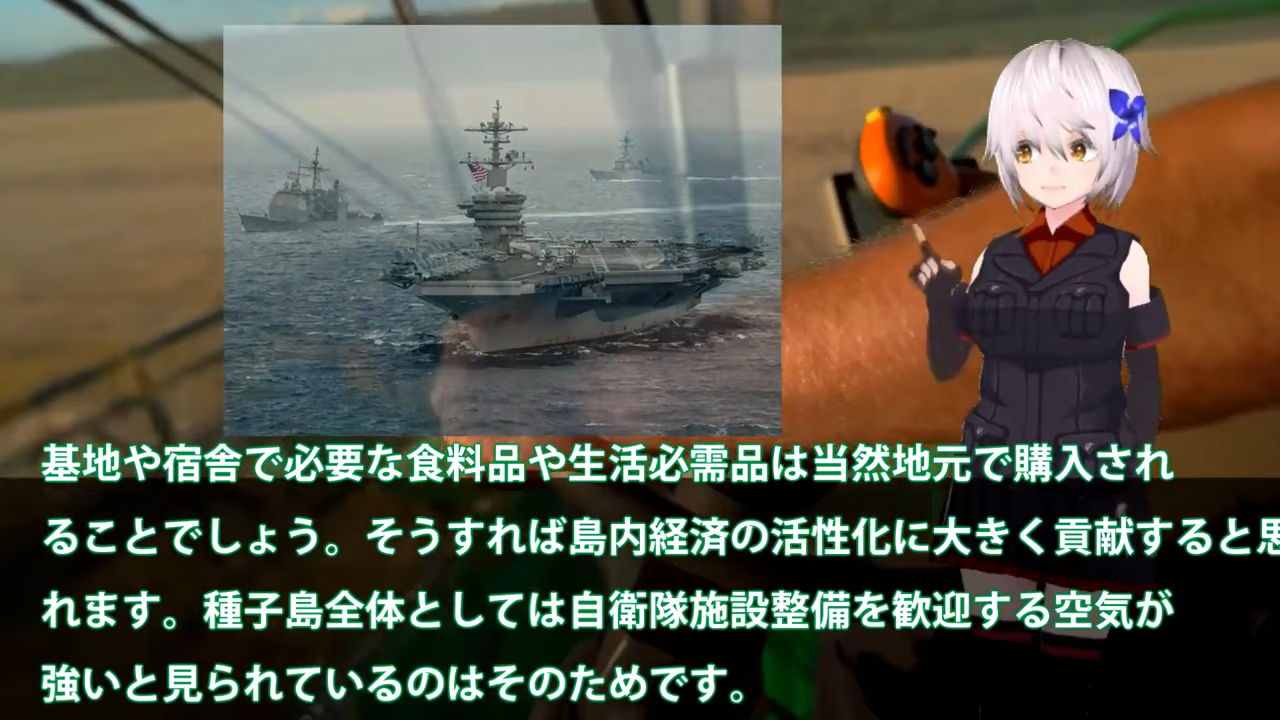 基地や宿舎で必要な食料品や生活必需品は当然地元で購入され
ることでしょう。そうすれば島内経済の活性化に大きく貢献すると思
れます。種子島全体としては自衛隊施設整備を歓迎する空気が
強いと見られているのはそのためです。